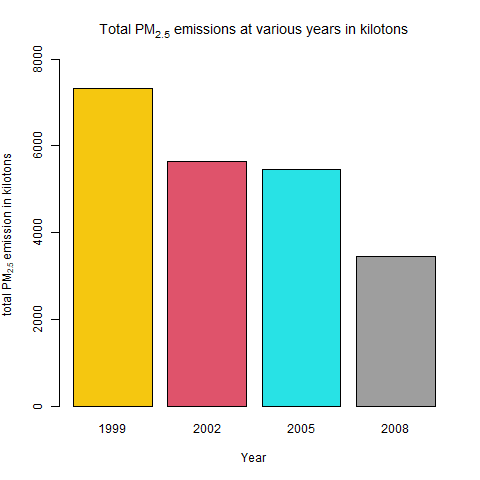 Total PM2.5 emissions at various years in kilotons
total PM2.5 emission in kilotons
8000
6000
4000
2000
0
1999 2002 2005 2008
Year